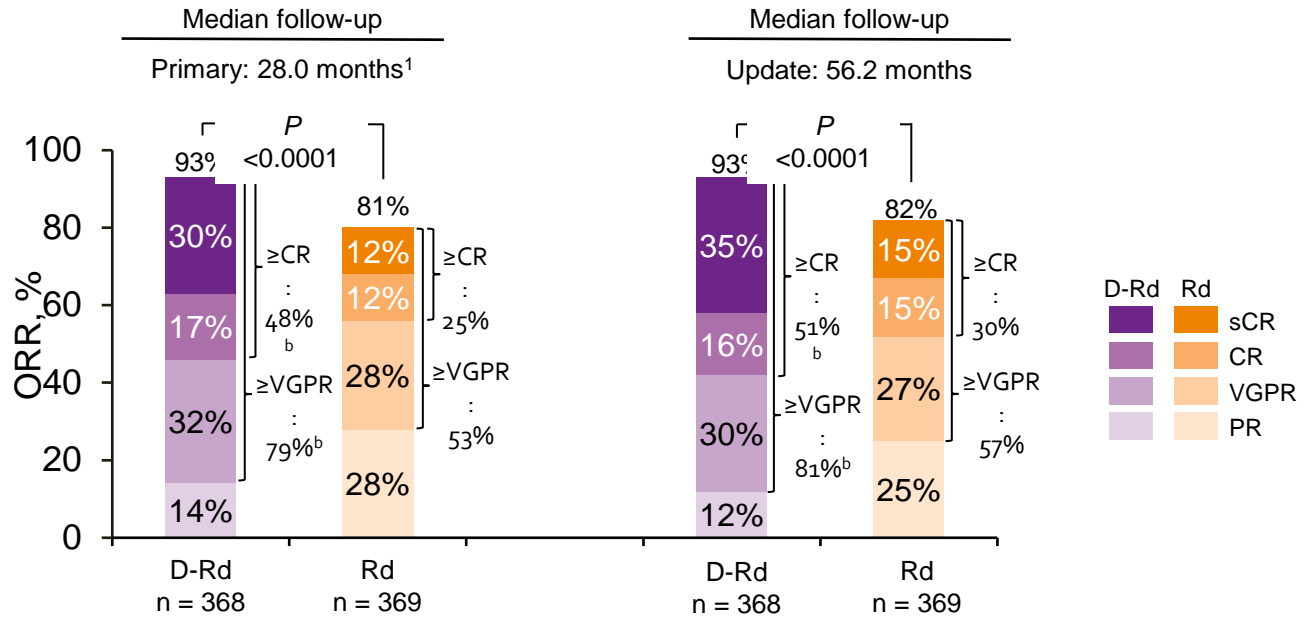 Median follow-up
Primary: 28.0 months¹
P
<0.0001
93%
81%
ORR, %
100
80
60
40
20
0
30%
17%
32%
14%
≥CR
:
48%
b
≥VGPR
:
79%ᵇ
12%
12%
28%
28%
≥CR
:
25%
≥VGPR
:
53%
D-Rd
n = 368
Rd
n = 369
Median follow-up
Update: 56.2 months
P
<0.0001
93%
82%
35%
16%
30%
12%
≥CR
:
51%
b
≥VGPR
:
81%ᵇ
15%
15%
27%
25%
≥CR
:
30%
≥VGPR
:
57%
D-Rd
n = 368
Rd
n = 369
D-Rd Rd
sCR
CR
VGPR
PR